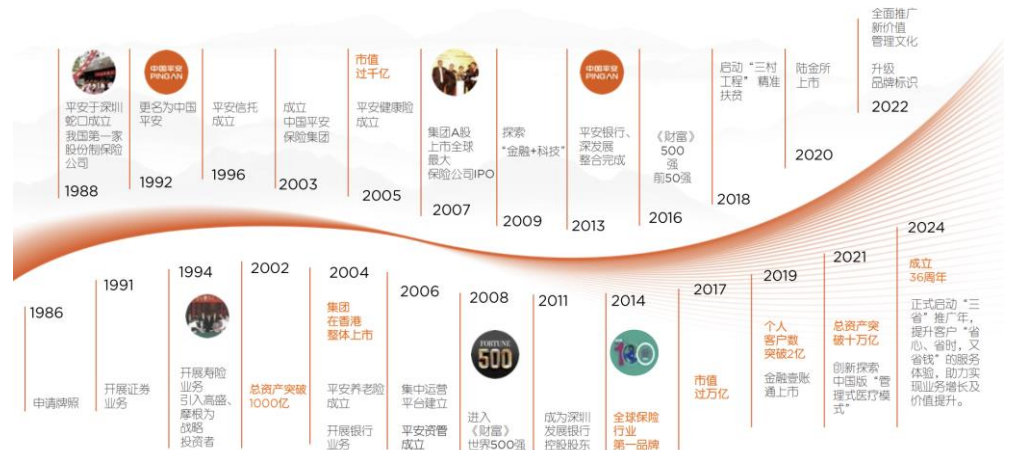 中国平安
PINGAN
平安于深圳
蛇口成立
我国第一家
股份制保险
公司
1988
中国平安
PINGAN
更名为中国
平安
1992
平安信托
成立
1996
成立
中国平安
保险集团
2003
市值
过千亿
平安健康险
成立
2005
集团A股
上市全球
最大
保险公司IPO
2007
探索
“金融+科技”
2009
中国平安
PINGAN
平安银行、
深发展
整合完成
2013
《财富》
500
强
前50强
2016
启动“三村
工程”精准
扶贫
2018
陆金所
上市
2020
全面推广
新价值
管理文化
升级
品牌标识
2022
1986
申请牌照
1991
开展证券
业务
1994
开展寿险
业务
引入高盛、
摩根为
战略
投资者
2002
总资产突破
1000亿
2004
集团
在香港
整体上市
平安养老险
成立
开展银行
业务
2006
集中运营
平台建立
平安资管
成立
2008
FORTUNE
500
进入
《财富》
世界500强
2011
成为深圳
发展银行
控股股东
2014
全球保险
行业
第一品牌
2017
市值
过万亿
2019
个人
客户数
突破2亿
金融壹账
通上市
2021
总资产突
破十万亿
创新探索
中国版“管
理式医疗模
式”
2024
成立
36周年
正式启动“三
省”推广年，
提升客户“省
心、省时，又
省钱”的服务
体验，助力实
现业务增长及
价值提升。